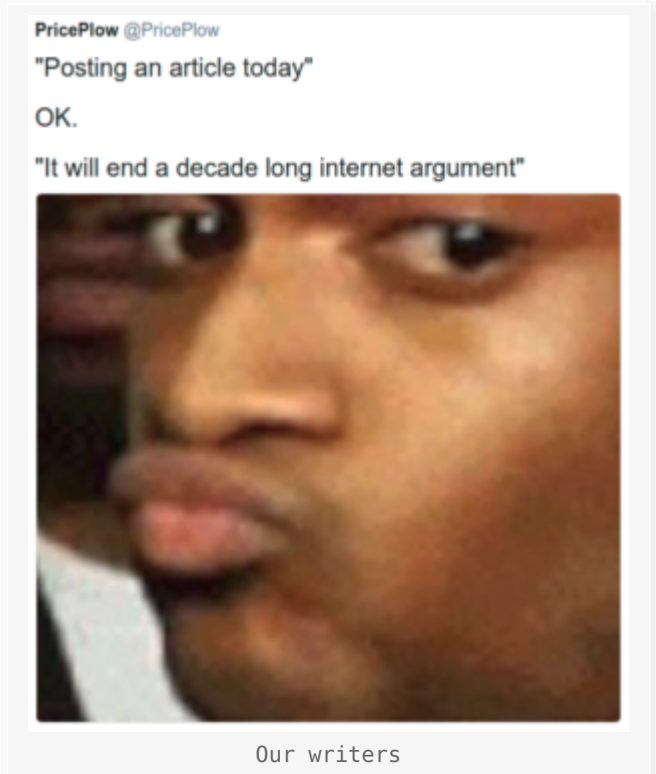 PricePlow @PricePlow
"Posting an article today"
OK.
"It will end a decade long internet argument"
Our writers